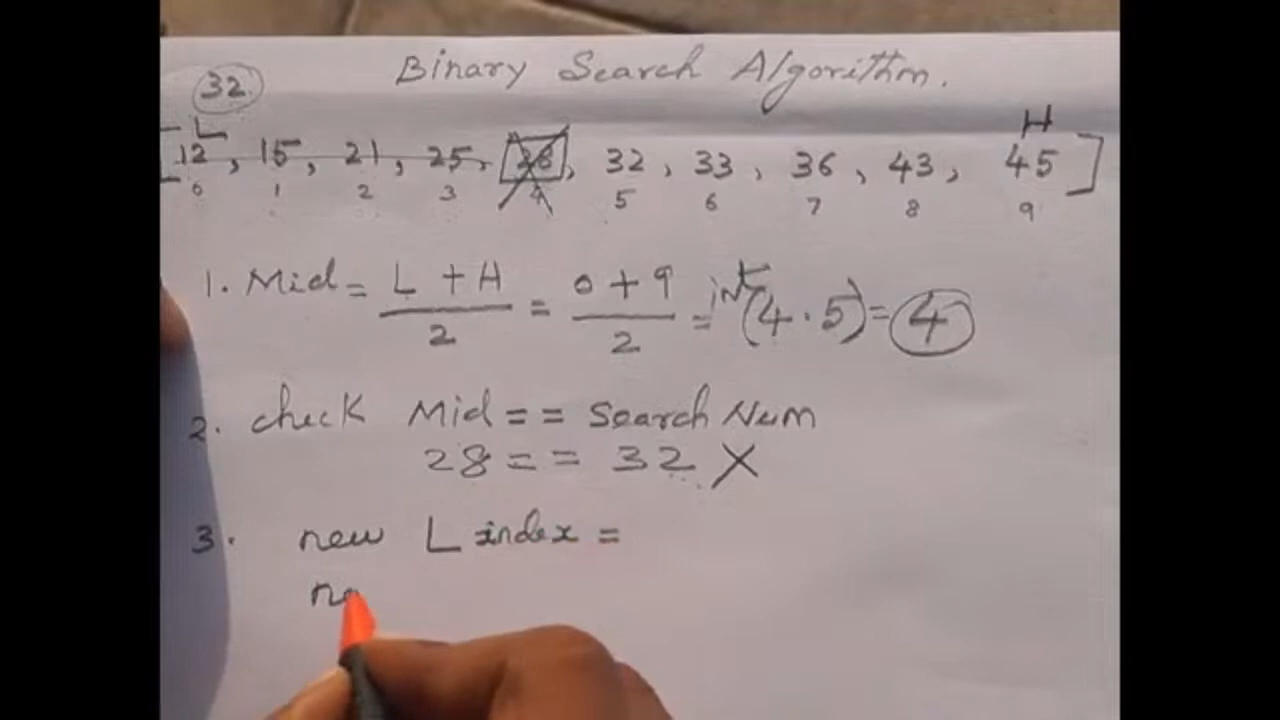 Binary Search Algorithm.
32
L H
[12, 15, 21, 25, 28, 32, 33, 36, 43, 45]
0 1 2 3 4 5 6 7 8 9
1. Mid = L + H / 2 = 0 + 9 / 2 = int(4.5) = 4
2. check Mid == Search Num
28 == 32 X
3. new L index =
ne